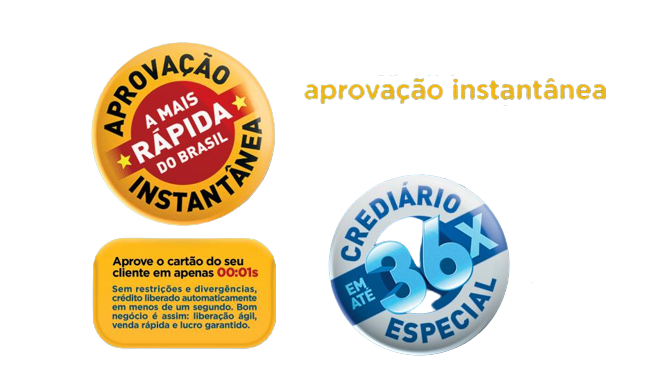 APROVAÇÃO
A MAIS
RÁPIDA
DO BRASIL
INSTANTÂNEA
aprovação instantânea
Aprove o cartão do seu
cliente em apenas 00:01s
Sem restrições e divergências,
crédito liberado automaticamente
em menos de um segundo. Bom
negócio é assim: liberação ágil,
venda rápida e lucro garantido.
CREDIÁRIO
EM
ATÉ
36X
ESPECIAL